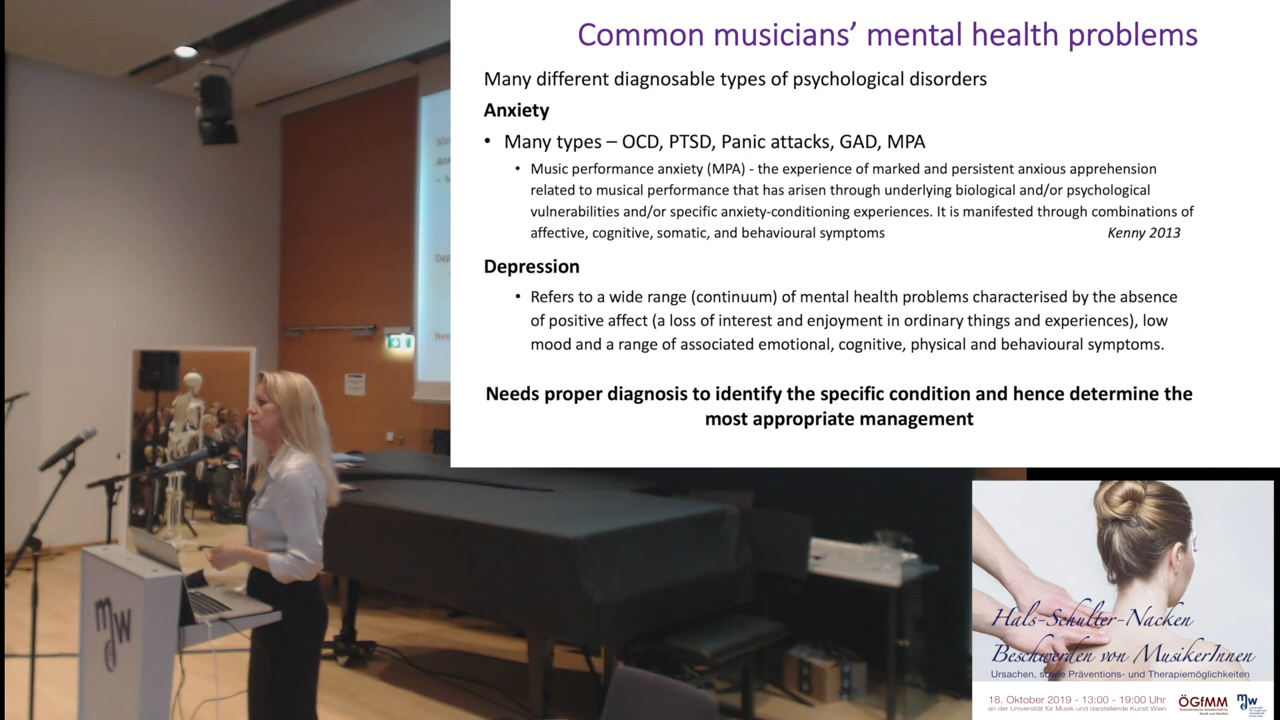 Common musicians’ mental health problems
Many different diagnosable types of psychological disorders
Anxiety
• Many types – OCD, PTSD, Panic attacks, GAD, MPA
• Music performance anxiety (MPA) - the experience of marked and persistent anxious apprehension
related to musical performance that has arisen through underlying biological and/or psychological
vulnerabilities and/or specific anxiety-conditioning experiences. It is manifested through combinations of
affective, cognitive, somatic, and behavioural symptoms Kenny 2013
Depression
• Refers to a wide range (continuum) of mental health problems characterised by the absence
of positive affect (a loss of interest and enjoyment in ordinary things and experiences), low
mood and a range of associated emotional, cognitive, physical and behavioural symptoms.
Needs proper diagnosis to identify the specific condition and hence determine the
most appropriate management
mdw
Hals-Schulter-Nacken
Beschwerden von MusikerInnen
Ursachen, sowie Präventions- und Therapiemöglichkeiten
18. Oktober 2019 - 13:00 - 19:00 Uhr
an der Universität für Musik und darstellende Kunst Wien
ÖGfMM
mdw